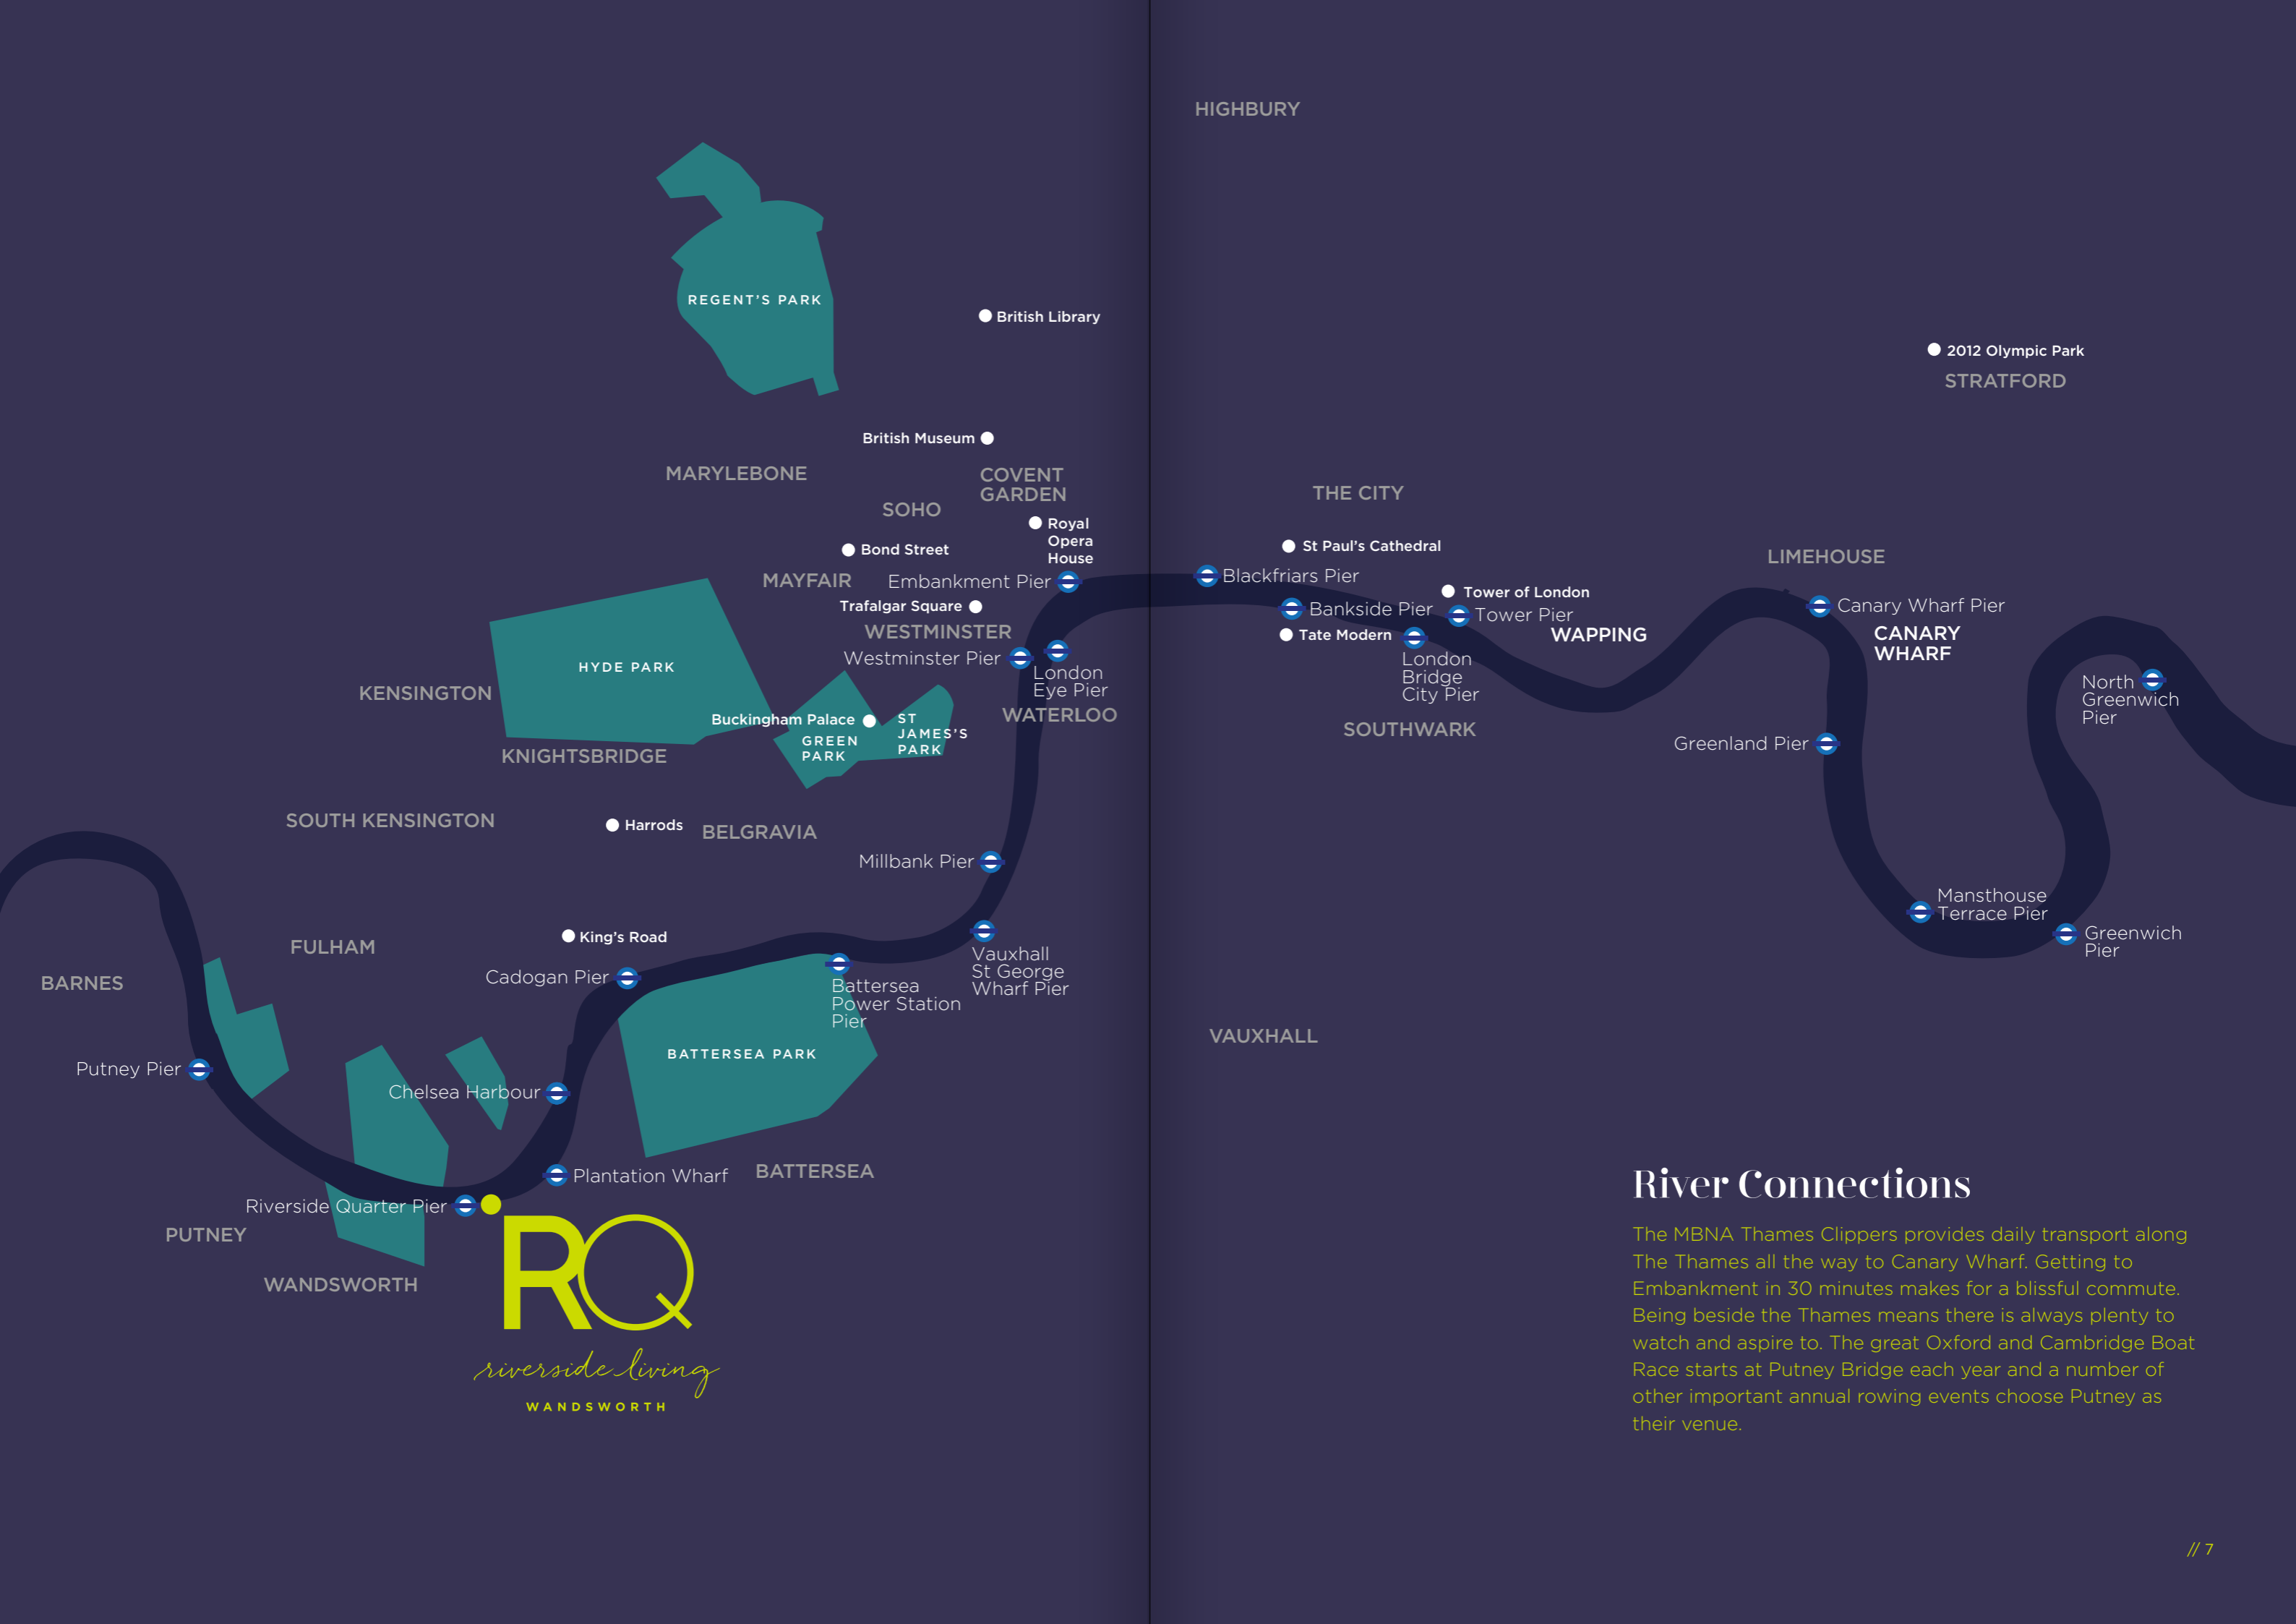 HIGHBURY
REGENT'S PARK
British Library
2012 Olympic Park
STRATFORD
British Museum
MARYLEBONE
COVENT
GARDEN
SOHO
THE CITY
Royal
Opera
House
Bond Street
St Paul's Cathedral
LIMEHOUSE
MAYFAIR
Embankment Pier
Blackfriars Pier
Trafalgar Square
Bankside Pier
Tower of London
Tower Pier
Canary Wharf Pier
WESTMINSTER
Tate Modern
WAPPING
CANARY
WHARF
Westminster Pier
London
Eye Pier
London
Bridge
City Pier
HYDE PARK
KENSINGTON
North
Greenwich
Pier
Buckingham Palace
ST
JAMES'S
PARK
GREEN
PARK
WATERLOO
SOUTHWARK
Greenland Pier
KNIGHTSBRIDGE
SOUTH KENSINGTON
Harrods
BELGRAVIA
Millbank Pier
Mansthouse
Terrace Pier
Greenwich
Pier
King's Road
FULHAM
Vauxhall
St George
Wharf Pier
Cadogan Pier
BARNES
Battersea
Power Station
Pier
VAUXHALL
BATTERSEA PARK
Putney Pier
Chelsea Harbour
Plantation Wharf
BATTERSEA
Riverside Quarter Pier
PUTNEY
WANDSWORTH
RQ
riverside living
WANDSWORTH
River Connections
The MBNA Thames Clippers provides daily transport along
The Thames all the way to Canary Wharf. Getting to
Embankment in 30 minutes makes for a blissful commute.
Being beside the Thames means there is always plenty to
watch and aspire to. The great Oxford and Cambridge Boat
Race starts at Putney Bridge each year and a number of
other important annual rowing events choose Putney as
their venue.
// 7